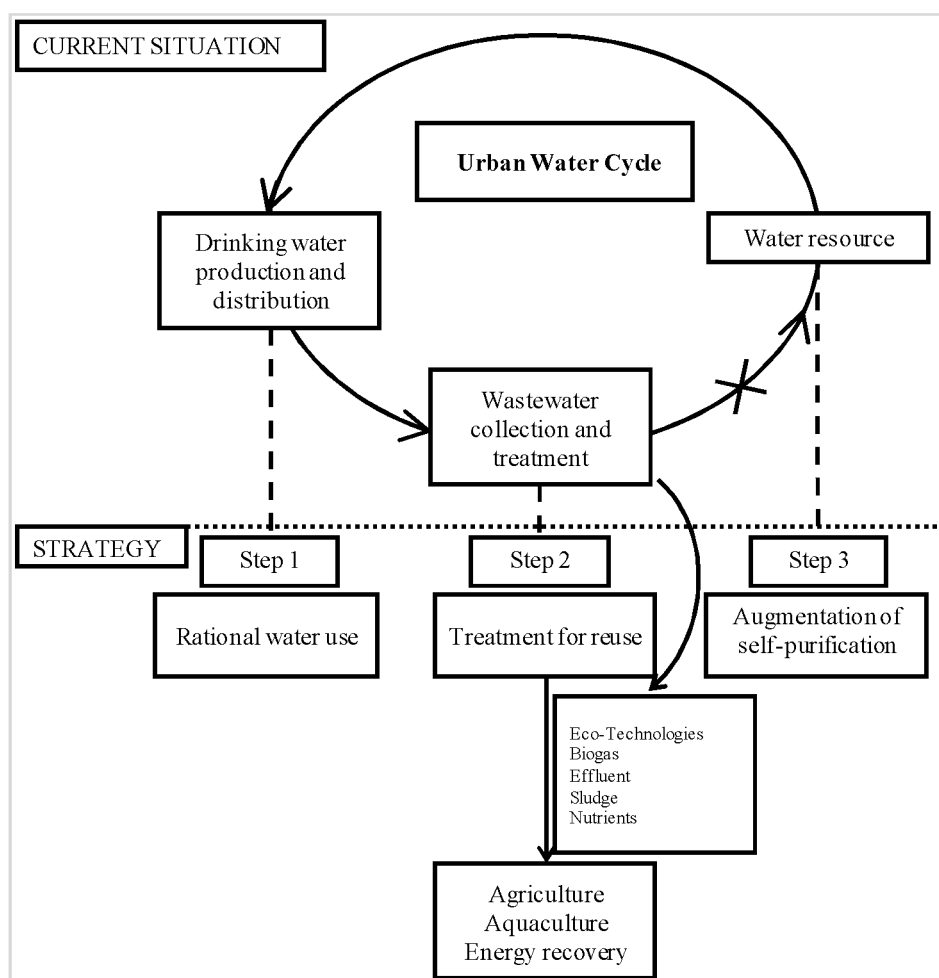 CURRENT SITUATION
Urban Water Cycle
Drinking water
production and
distribution
Water resource
Wastewater
collection and
treatment
STRATEGY
Step 1
Step 2
Step 3
Rational water use
Treatment for reuse
Augmentation of
self-purification
Eco-Technologies
Biogas
Effluent
Sludge
Nutrients
Agriculture
Aquaculture
Energy recovery